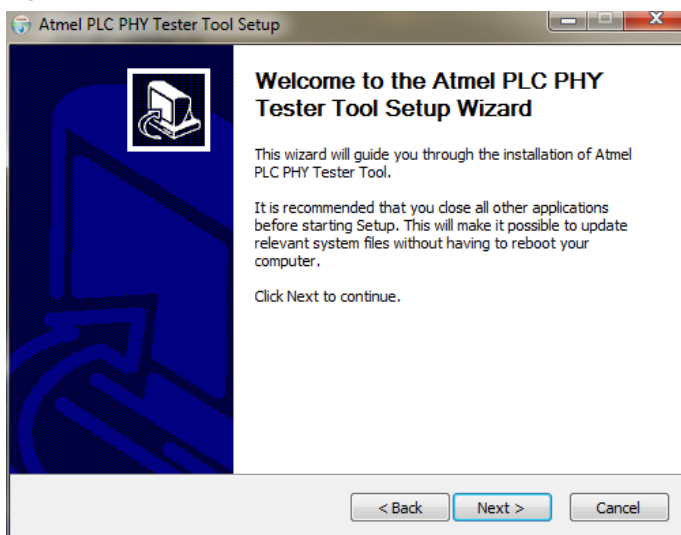 Atmel PLC PHY Tester Tool Setup
Welcome to the Atmel PLC PHY
Tester Tool Setup Wizard
This wizard will guide you through the installation of Atmel
PLC PHY Tester Tool.
It is recommended that you close all other applications
before starting Setup. This will make it possible to update
relevant system files without having to reboot your
computer.
Click Next to continue.
< Back Next > Cancel